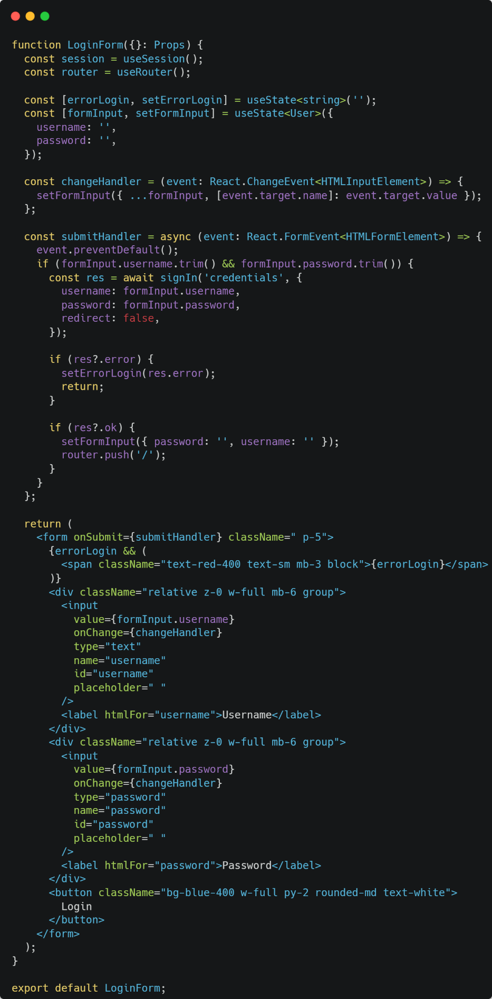 function LoginForm({}: Props) {
  const session = useSession();
  const router = useRouter();

  const [errorLogin, setErrorLogin] = useState<string>('');
  const [formInput, setFormInput] = useState<User>({
    username: '',
    password: '',
  });

  const changeHandler = (event: React.ChangeEvent<HTMLInputElement>) => {
    setFormInput({ ...formInput, [event.target.name]: event.target.value });
  };

  const submitHandler = async (event: React.FormEvent<HTMLFormElement>) => {
    event.preventDefault();
    if (formInput.username.trim() && formInput.password.trim()) {
      const res = await signIn('credentials', {
        username: formInput.username,
        password: formInput.password,
        redirect: false,
      });

      if (res?.error) {
        setErrorLogin(res.error);
        return;
      }

      if (res?.ok) {
        setFormInput({ password: '', username: '' });
        router.push('/');
      }
    }
  };

  return (
    <form onSubmit={submitHandler} className=" p-5">
      {errorLogin && (
        <span className="text-red-400 text-sm mb-3 block">{errorLogin}</span>
      )}
      <div className="relative z-0 w-full mb-6 group">
        <input
          value={formInput.username}
          onChange={changeHandler}
          type="text"
          name="username"
          id="username"
          placeholder=" "
        />
        <label htmlFor="username">Username</label>
      </div>
      <div className="relative z-0 w-full mb-6 group">
        <input
          value={formInput.password}
          onChange={changeHandler}
          type="password"
          name="password"
          id="password"
          placeholder=" "
        />
        <label htmlFor="password">Password</label>
      </div>
      <button className="bg-blue-400 w-full py-2 rounded-md text-white">
        Login
      </button>
    </form>
  );
}

export default LoginForm;